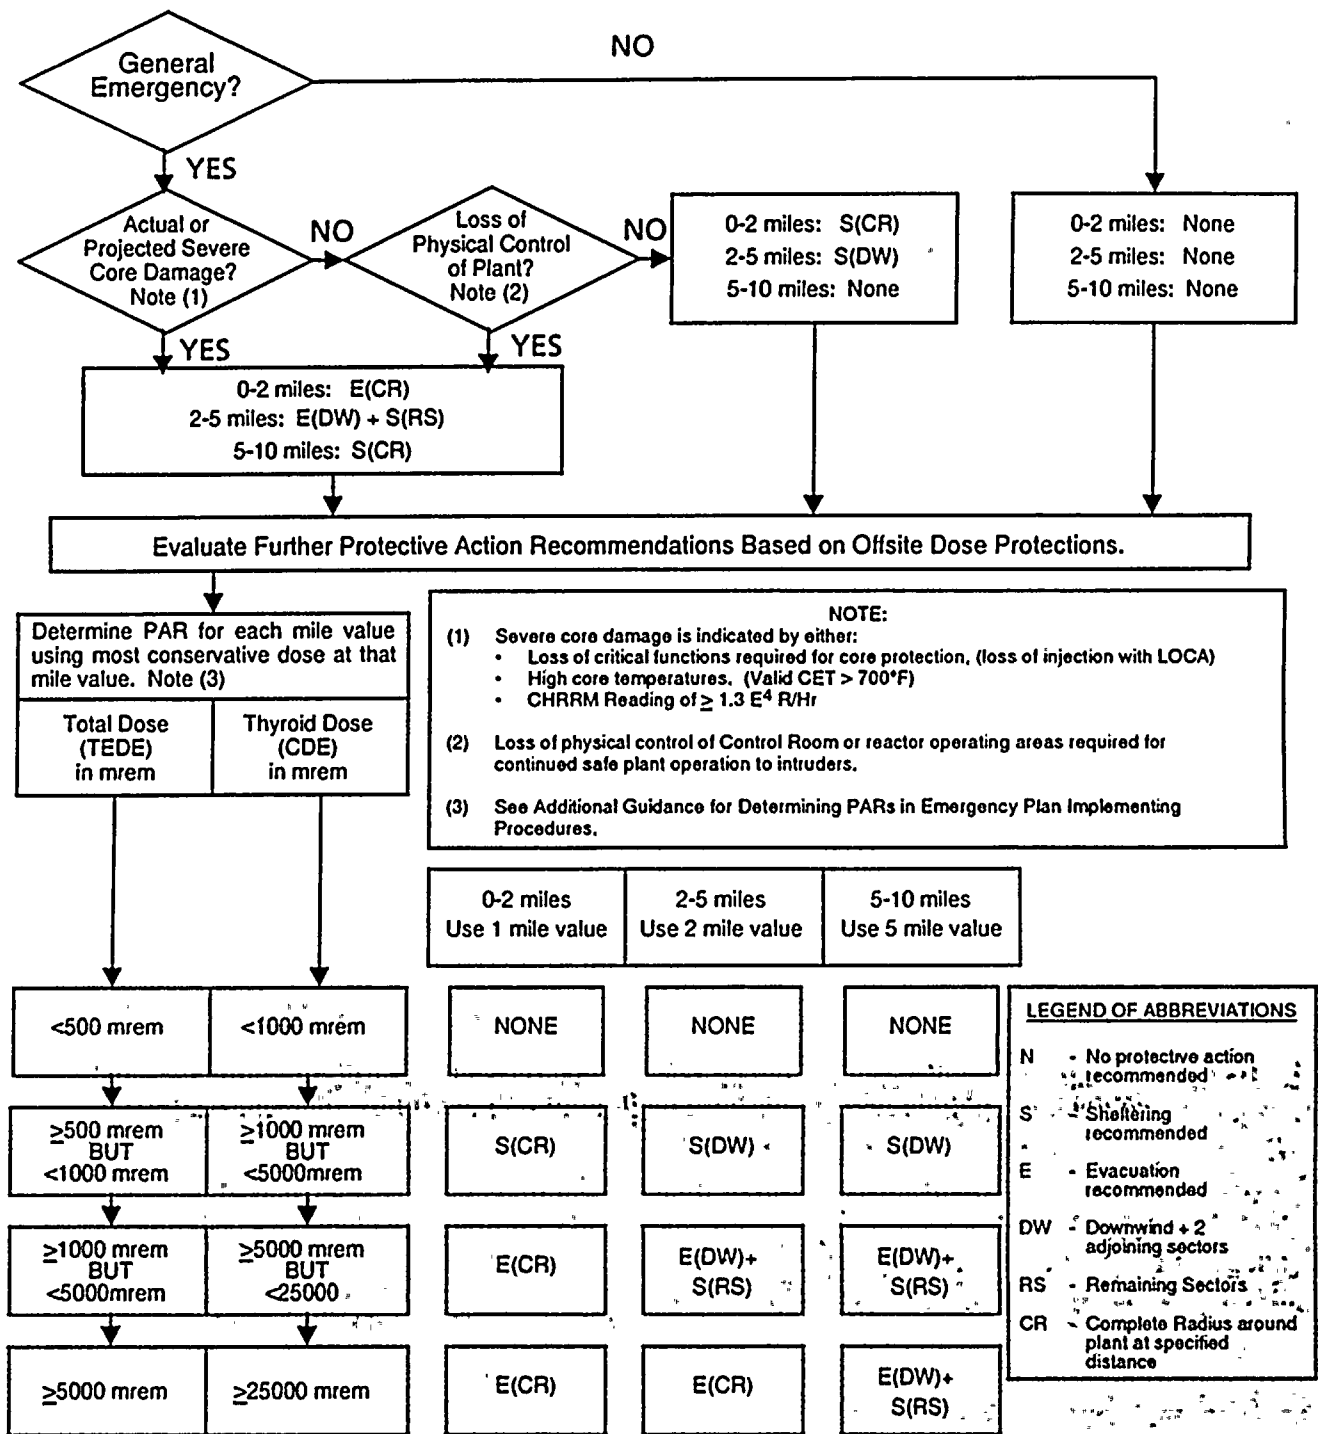 General
Emergency?
NO
YES
Actual or
Projected Severe
Core Damage?
Note (1)
NO
Loss of
Physical Control
of Plant?
Note (2)
NO
0-2 miles: S(CR)
2-5 miles: S(DW)
5-10 miles: None
0-2 miles: None
2-5 miles: None
5-10 miles: None
YES
YES
0-2 miles: E(CR)
2-5 miles: E(DW) + S(RS)
5-10 miles: S(CR)
Evaluate Further Protective Action Recommendations Based on Offsite Dose Protections.
Determine PAR for each mile value
using most conservative dose at that
mile value. Note (3)
Total Dose
(TEDE)
in mrem
Thyroid Dose
(CDE)
in mrem
NOTE:
(1) Severe core damage is indicated by either:
• Loss of critical functions required for core protection. (loss of injection with LOCA)
• High core temperatures. (Valid CET > 700°F)
• CHRRM Reading of ≥ 1.3 E⁴ R/Hr
(2) Loss of physical control of Control Room or reactor operating areas required for
continued safe plant operation to intruders.
(3) See Additional Guidance for Determining PARs in Emergency Plan Implementing
Procedures.
0-2 miles
Use 1 mile value
2-5 miles
Use 2 mile value
5-10 miles
Use 5 mile value
<500 mrem
<1000 mrem
NONE
NONE
NONE
≥500 mrem
BUT
<1000 mrem
≥1000 mrem
BUT
<5000mrem
S(CR)
S(DW)
S(DW)
≥1000 mrem
BUT
<5000mrem
≥5000 mrem
BUT
<25000
E(CR)
E(DW)+
S(RS)
E(DW)+
S(RS)
≥5000 mrem
≥25000 mrem
E(CR)
E(CR)
E(DW)+
S(RS)
LEGEND OF ABBREVIATIONS
N - No protective action
recommended
S - Sheltering
recommended
E - Evacuation
recommended
DW - Downwind + 2
adjoining sectors
RS - Remaining Sectors
CR - Complete Radius around
plant at specified
distance